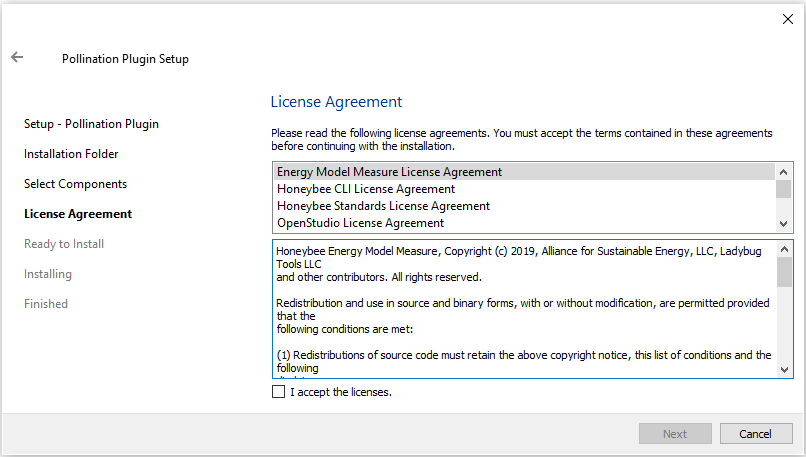 Pollination Plugin Setup
Setup - Pollination Plugin
Installation Folder
Select Components
License Agreement
Ready to Install
Installing
Finished
License Agreement
Please read the following license agreements. You must accept the terms contained in these agreements
before continuing with the installation.
Energy Model Measure License Agreement
Honeybee CLI License Agreement
Honeybee Standards License Agreement
OpenStudio License Agreement
Honeybee Energy Model Measure, Copyright (c) 2019, Alliance for Sustainable Energy, LLC, Ladybug
Tools LLC
and other contributors. All rights reserved.
Redistribution and use in source and binary forms, with or without modification, are permitted provided
that the
following conditions are met:
(1) Redistributions of source code must retain the above copyright notice, this list of conditions and the
following
I accept the licenses.
Next
Cancel